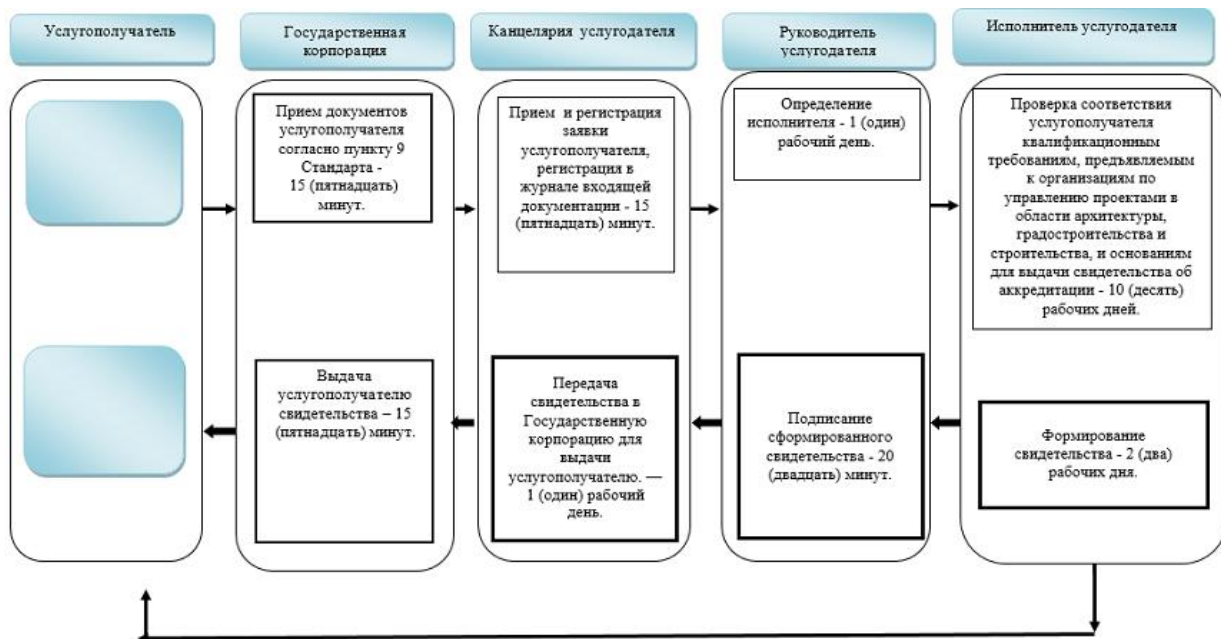 Услугополучатель
Государственная
корпорация
Канцелярия услугодателя
Руководитель
услугодателя
Исполнитель услугодателя
Прием документов
услугополучателя
согласно пункту 9
Стандарта -
15 (пятнадцать)
минут.
Прием и регистрация
заявки
услугополучателя,
регистрация в
журнале входящей
документации - 15
(пятнадцать) минут.
Определение
исполнителя - 1 (один)
рабочий день.
Проверка соответствия
услугополучателя
квалификационным
требованиям, предъявляемым
к организациям по
управлению проектами в
области архитектуры,
градостроительства и
строительства, и основаниям
для выдачи свидетельства об
аккредитации - 10 (десять)
рабочих дней.
Выдача
услугополучателю
свидетельства – 15
(пятнадцать) минут.
Передача
свидетельства в
Государственную
корпорацию для
выдачи
услугополучателю. —
1 (один) рабочий
день.
Подписание
сформированного
свидетельства - 20
(двадцать) минут.
Формирование
свидетельства - 2 (два)
рабочих дня.